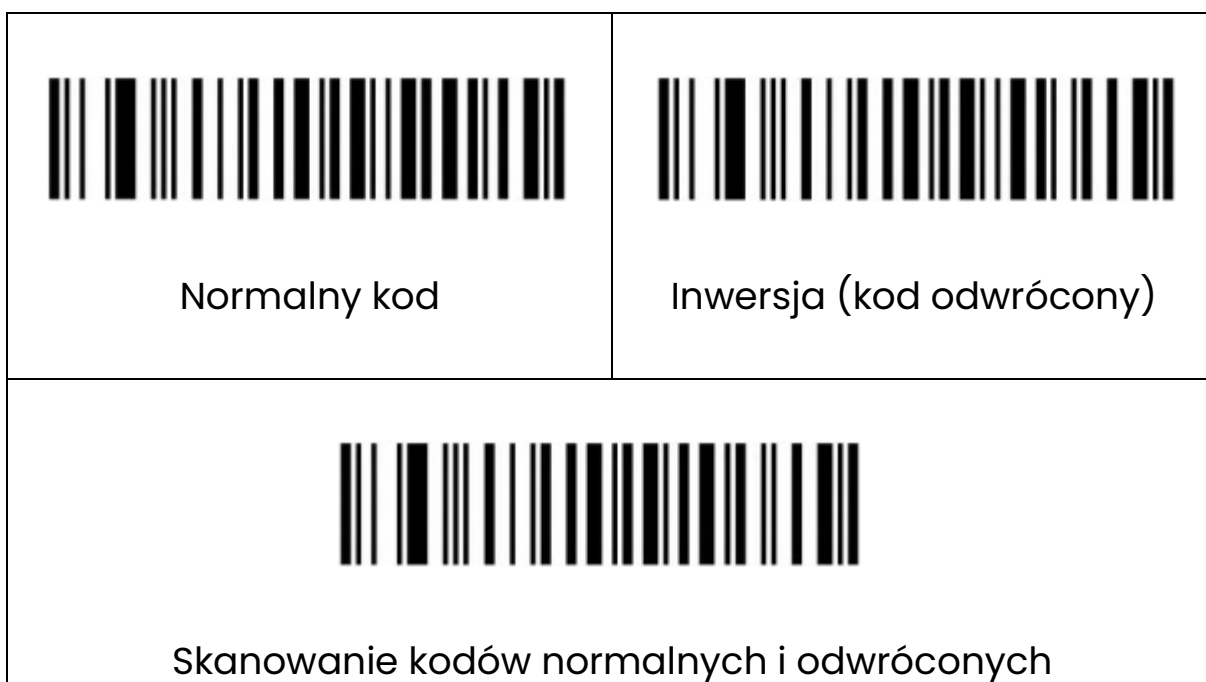 Normalny kod
Inwersja (kod odwrócony)
Skanowanie kodów normalnych i odwróconych